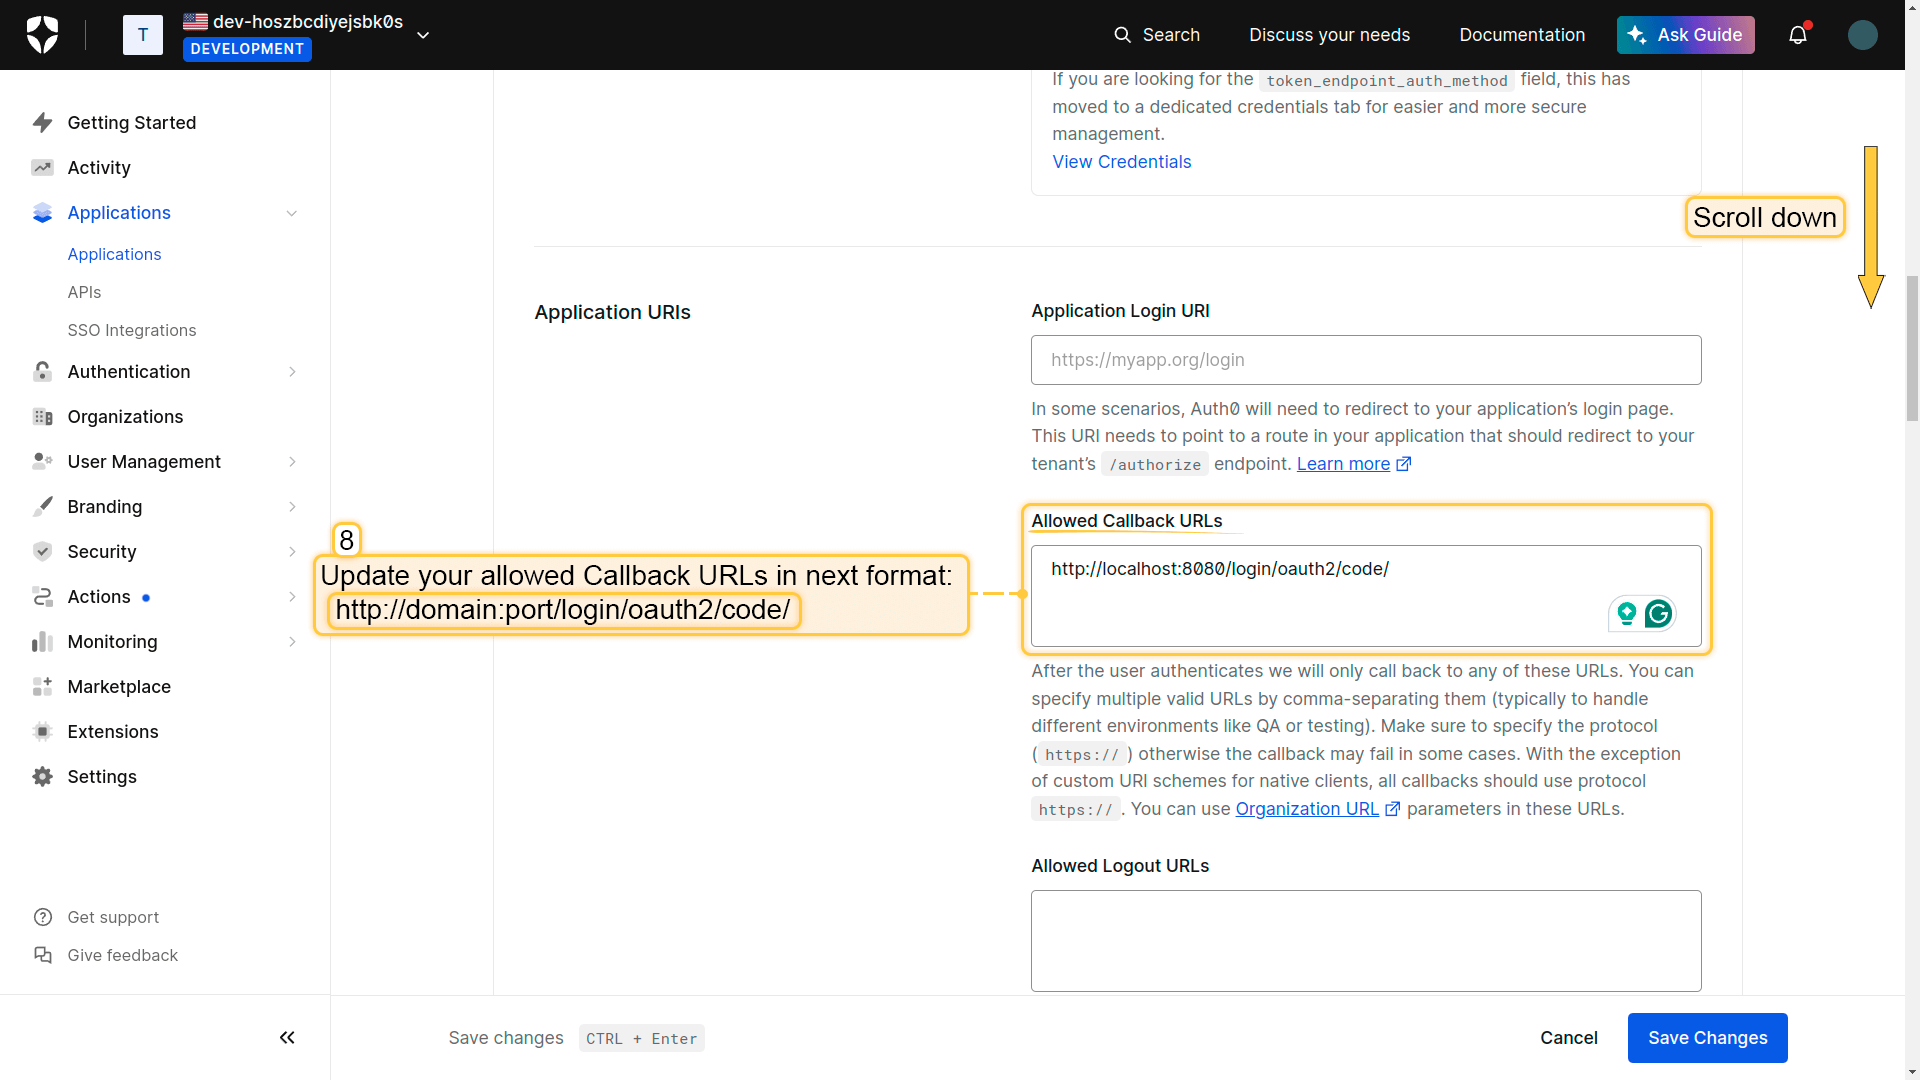 T
dev-hoszbcdiyejsbk0s
DEVELOPMENT
Search
Discuss your needs
Documentation
Ask Guide
Getting Started
Activity
Applications
Applications
APIs
SSO Integrations
Authentication
Organizations
User Management
Branding
Security
Actions
Monitoring
Marketplace
Extensions
Settings
Get support
Give feedback
If you are looking for the token_endpoint_auth_method field, this has
moved to a dedicated credentials tab for easier and more secure
management.
View Credentials
Scroll down
Application URIs
Application Login URI
https://myapp.org/login
In some scenarios, Auth0 will need to redirect to your application’s login page.
This URI needs to point to a route in your application that should redirect to your
tenant’s /authorize endpoint. Learn more
8
Update your allowed Callback URLs in next format:
http://domain:port/login/oauth2/code/
Allowed Callback URLs
http://localhost:8080/login/oauth2/code/
After the user authenticates we will only call back to any of these URLs. You can
specify multiple valid URLs by comma-separating them (typically to handle
different environments like QA or testing). Make sure to specify the protocol
( https:// ) otherwise the callback may fail in some cases. With the exception
of custom URI schemes for native clients, all callbacks should use protocol
https:// . You can use Organization URL parameters in these URLs.
Allowed Logout URLs
Save changes CTRL + Enter
Cancel
Save Changes